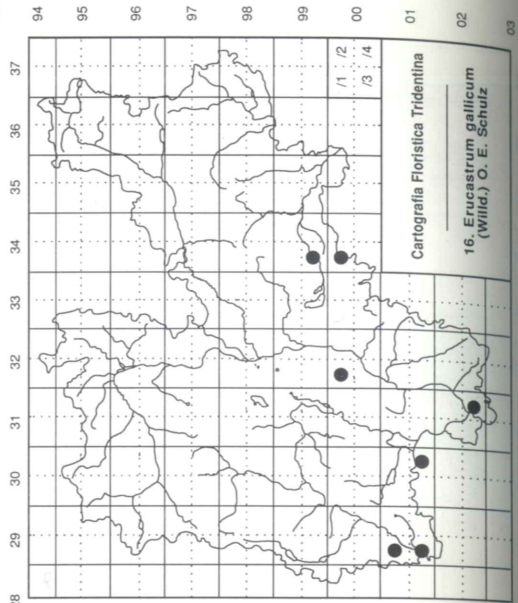 94 95 96 97 98 99 00 01 02 03
28 29 30 31 32 33 34 35 36 37
/1 /2
/3 /4
Cartografia Floristica Tridentina
16. Erucastrum gallicum
(Willd.) O. E. Schulz